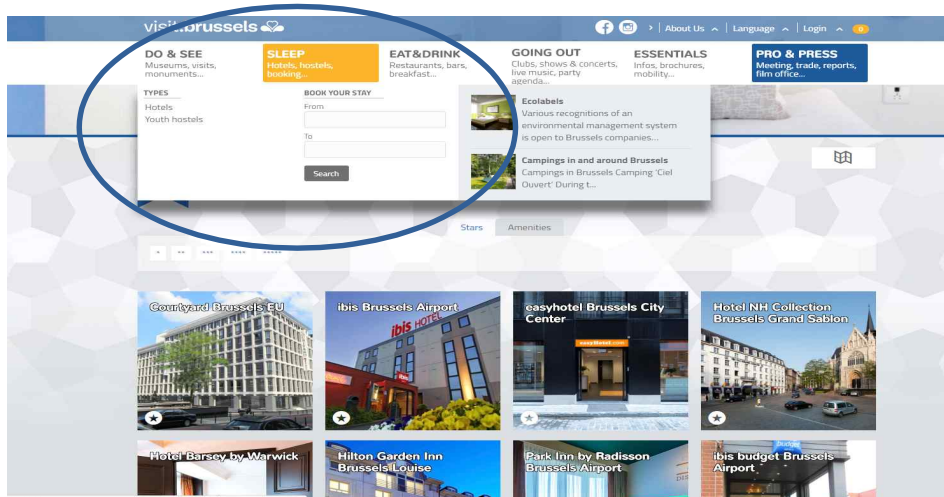 visit.brussels
> | About Us ^ | Language ^ | Login ^ 0
DO & SEE
Museums, visits,
monuments...
SLEEP
Hotels, hostels,
booking...
EAT&DRINK
Restaurants, bars,
breakfast...
GOING OUT
Clubs, shows & concerts,
live music, party
agenda...
ESSENTIALS
Infos, brochures,
mobility...
PRO & PRESS
Meeting, trade, reports,
film office...
TYPES
Hotels
Youth hostels
BOOK YOUR STAY
From
To
Search
Ecolabels
Various recognitions of an
environmental management system
is open to Brussels companies...
Campings in and around Brussels
Campings in Brussels Camping 'Ciel
Ouvert' During t...
Stars
Amenities
* ** *** **** *****
Courtyard Brussels EU
ibis Brussels Airport
ibis HOTEL
easyhotel Brussels City
Center
easyHotel.com
Hotel NH Collection
Brussels Grand Sablon
Hotel Barsey by Warwick
Hilton Garden Inn
Brussels Louise
Park Inn by Radisson
Brussels Airport
ibis budget Brussels
Airport
budget